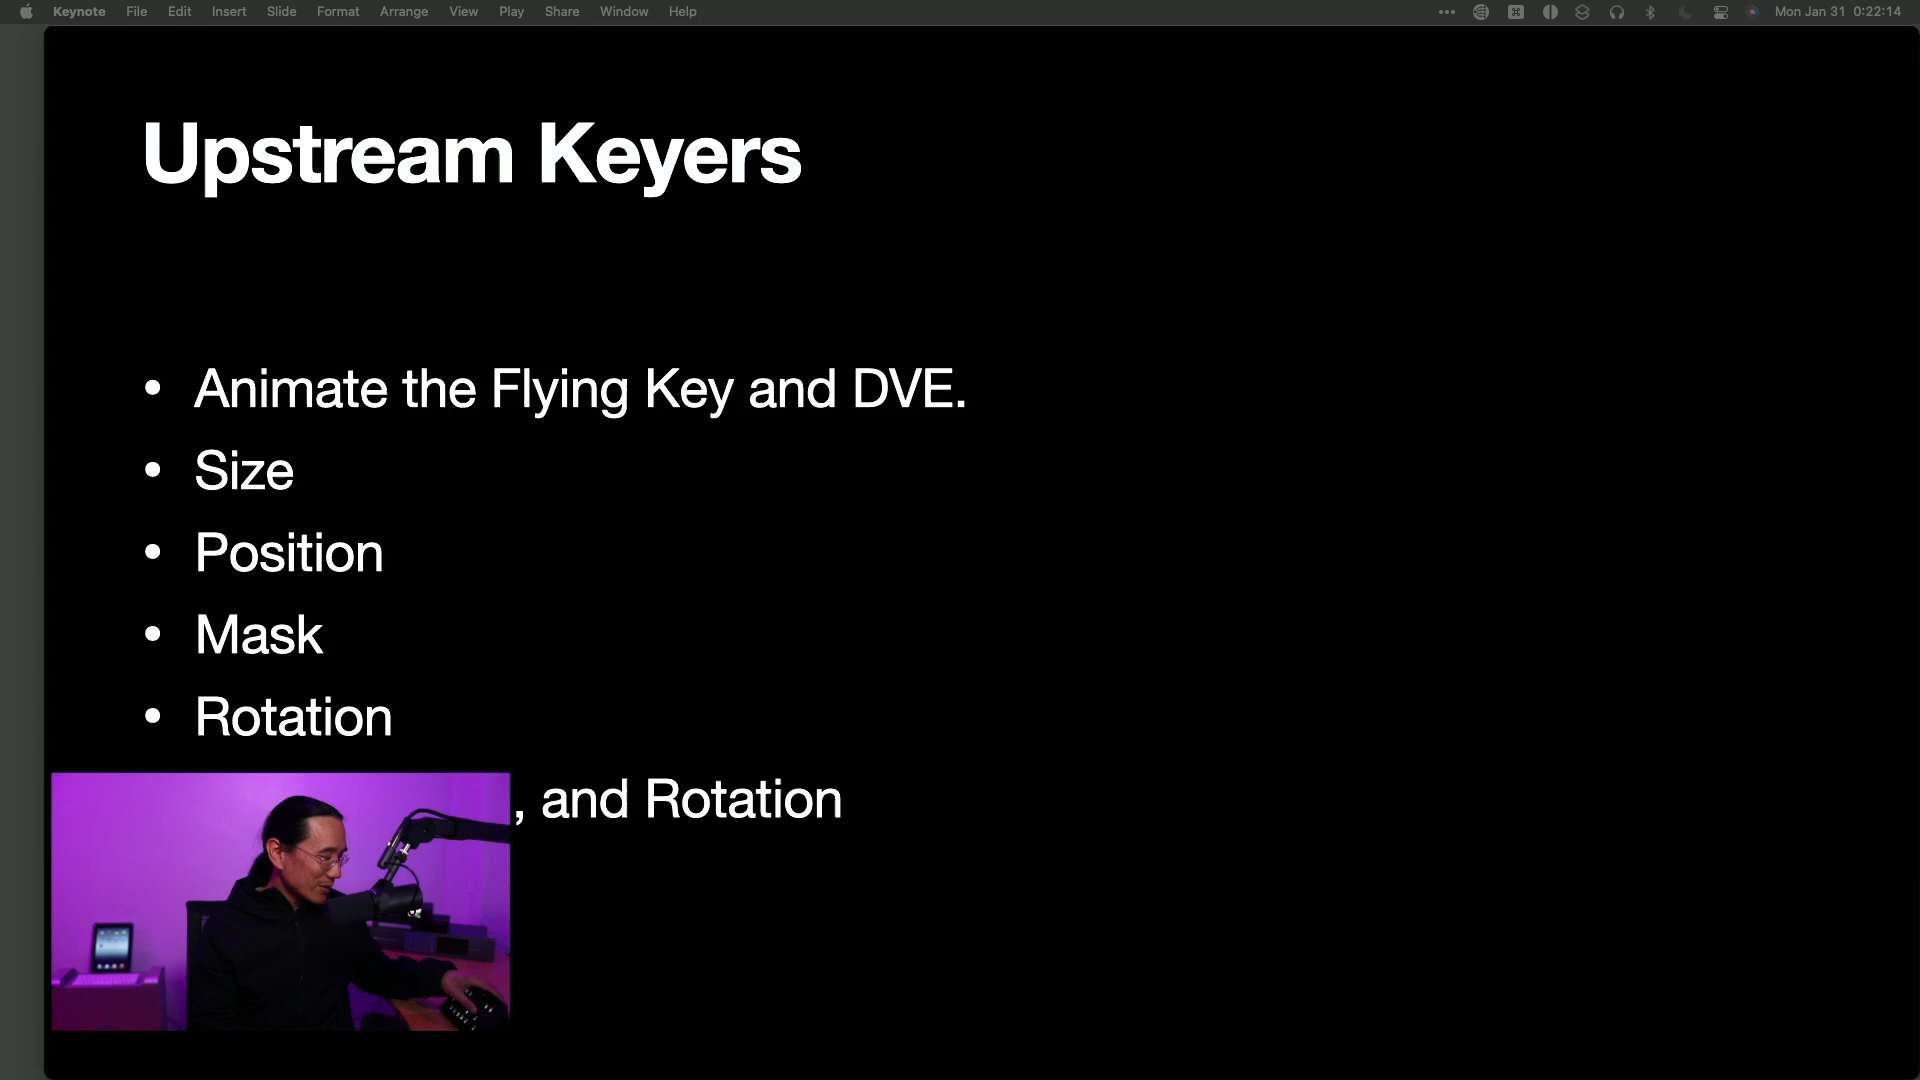 Keynote File Edit Insert Slide Format Arrange View Play Share Window Help Mon Jan 31 0:22:14
Upstream Keyers
• Animate the Flying Key and DVE.
• Size
• Position
• Mask
• Rotation
, and Rotation